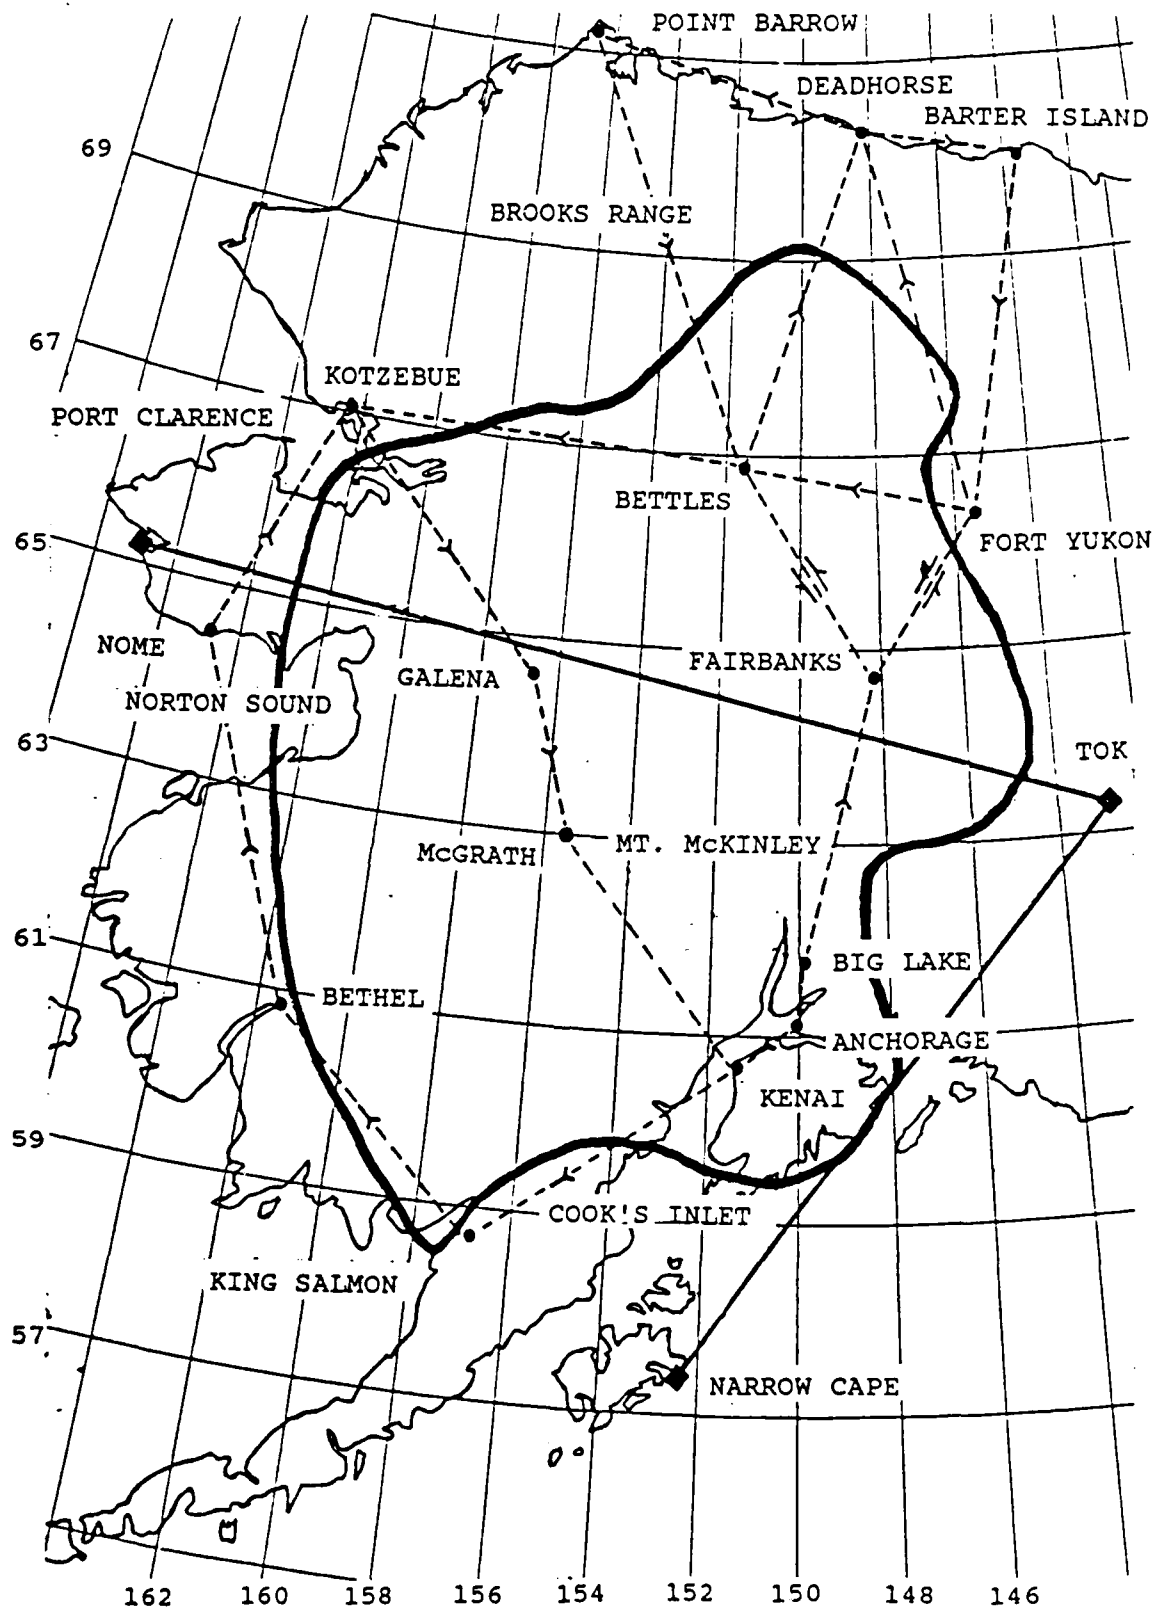 POINT BARROW
DEADHORSE
BARTER ISLAND
69
BROOKS RANGE
67
KOTZEBUE
PORT CLARENCE
BETTLES
65
FORT YUKON
NOME
FAIRBANKS
GALENA
NORTON SOUND
63
TOK
MT. McKINLEY
McGRATH
61
BIG LAKE
BETHEL
ANCHORAGE
KENAI
59
COOK'S INLET
KING SALMON
57
NARROW CAPE
162 160 158 156 154 152 150 148 146